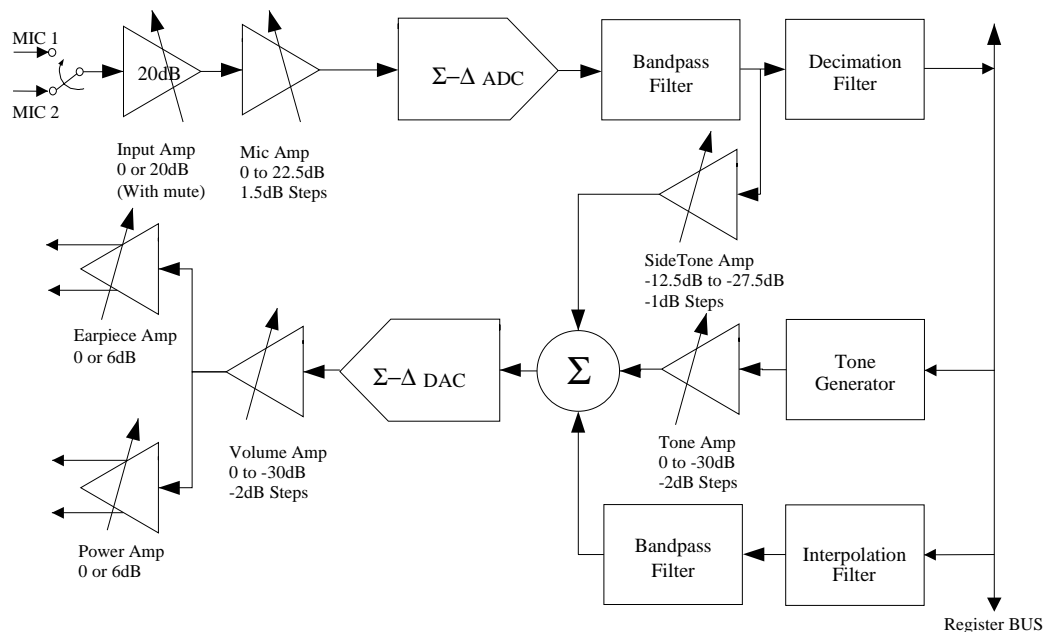 MIC 1
MIC 2
20dB
Σ−Δ ADC
Bandpass
Filter
Decimation
Filter
Input Amp
0 or 20dB
(With mute)
Mic Amp
0 to 22.5dB
1.5dB Steps
SideTone Amp
-12.5dB to -27.5dB
-1dB Steps
Earpiece Amp
0 or 6dB
Σ−Δ DAC
Σ
Tone
Generator
Volume Amp
0 to -30dB
-2dB Steps
Tone Amp
0 to -30dB
-2dB Steps
Power Amp
0 or 6dB
Bandpass
Filter
Interpolation
Filter
Register BUS